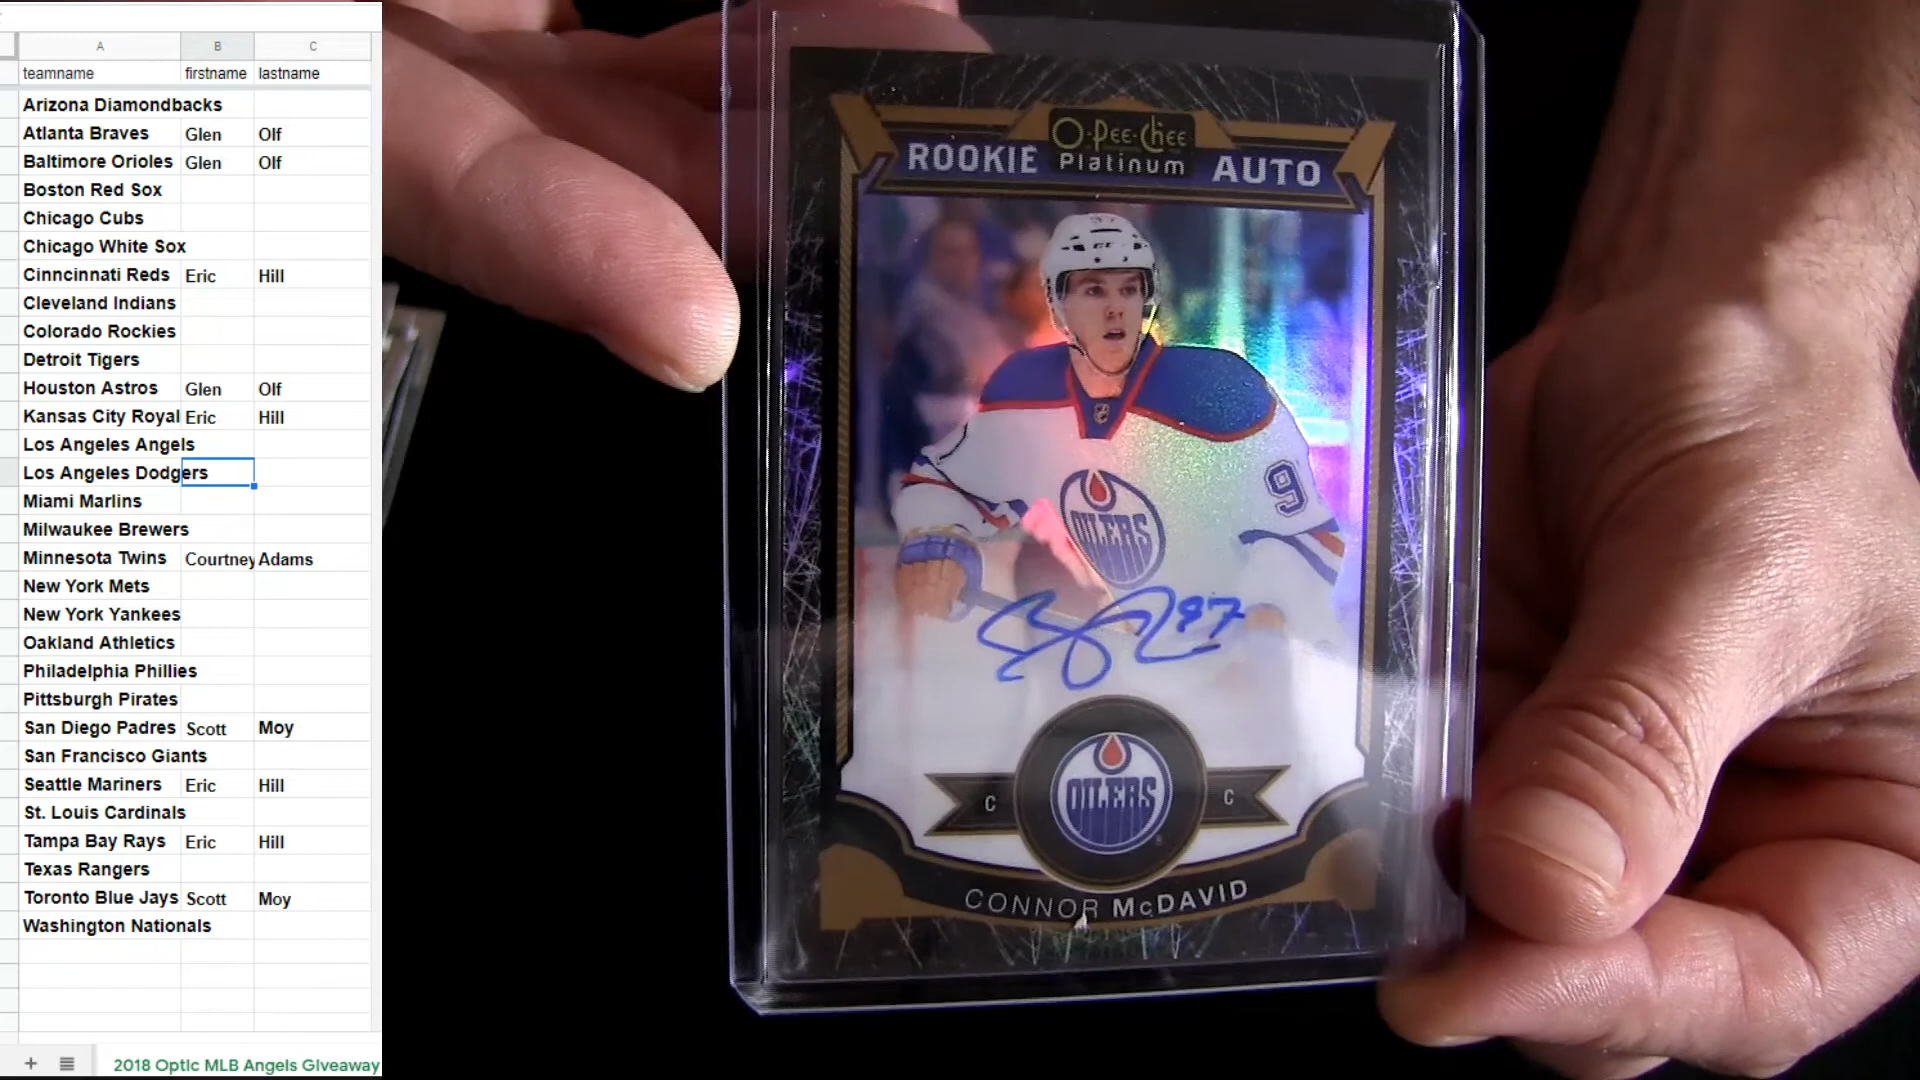 A B C
teamname firstname lastname
Arizona Diamondbacks
Atlanta Braves Glen Olf
Baltimore Orioles Glen Olf
Boston Red Sox
Chicago Cubs
Chicago White Sox
Cinncinnati Reds Eric Hill
Cleveland Indians
Colorado Rockies
Detroit Tigers
Houston Astros Glen Olf
Kansas City Royal Eric Hill
Los Angeles Angels
Los Angeles Dodgers
Miami Marlins
Milwaukee Brewers
Minnesota Twins Courtney Adams
New York Mets
New York Yankees
Oakland Athletics
Philadelphia Phillies
Pittsburgh Pirates
San Diego Padres Scott Moy
San Francisco Giants
Seattle Mariners Eric Hill
St. Louis Cardinals
Tampa Bay Rays Eric Hill
Texas Rangers
Toronto Blue Jays Scott Moy
Washington Nationals
2018 Optic MLB Angels GIveaway
O-Pee-Chee
ROOKIE Platinum AUTO
9
OILERS
97
OILERS
C C
CONNOR McDAVID